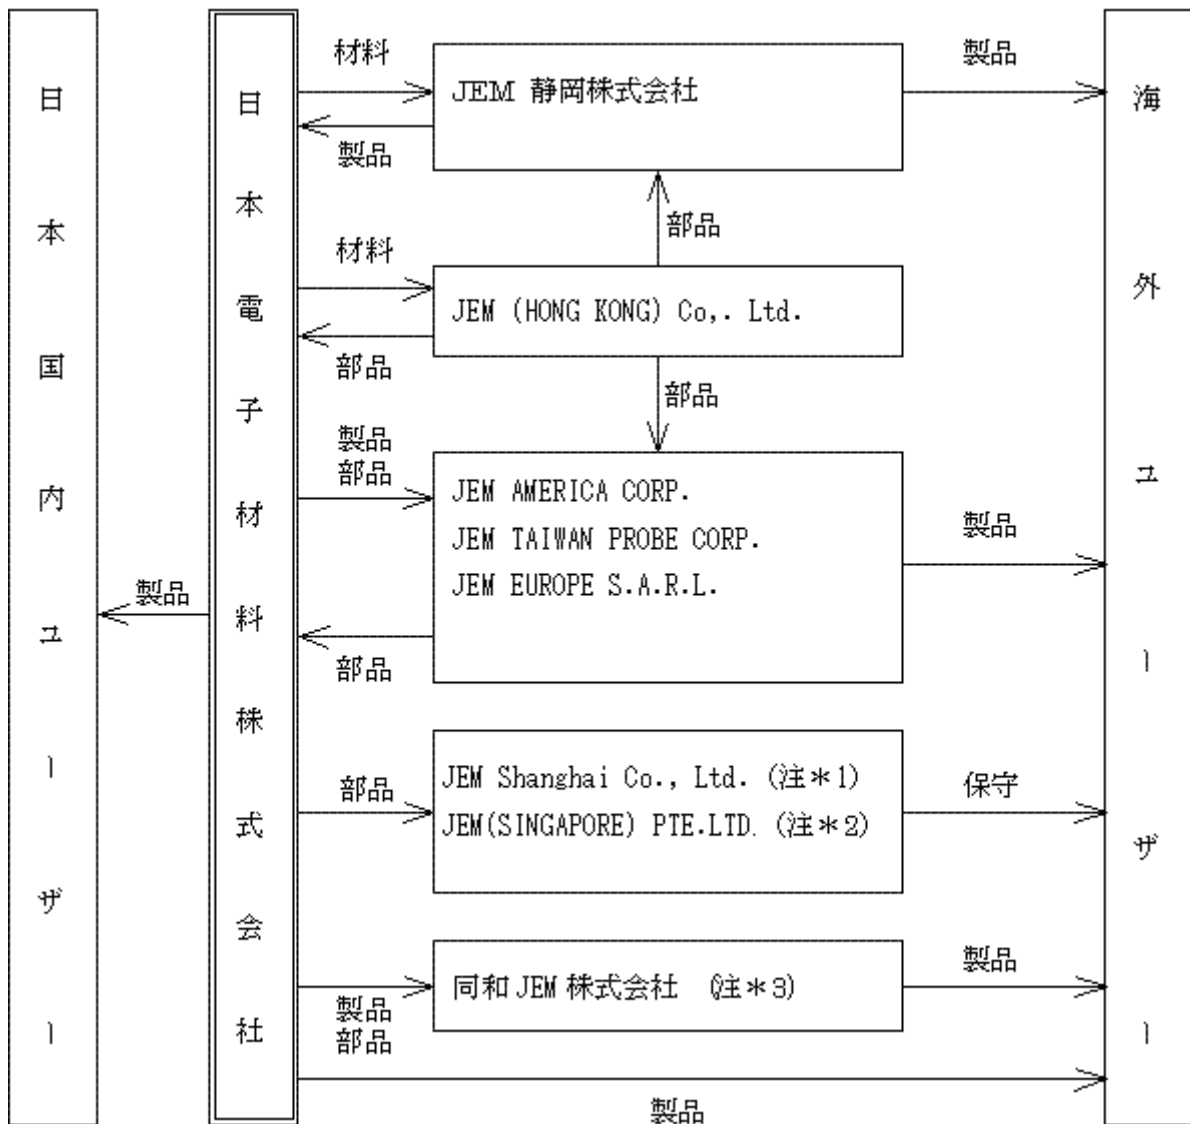 日本国内ユーザー
製品
日本電子材料株式会社
材料
製品
JEM 静岡株式会社
製品
部品
材料
部品
JEM (HONG KONG) Co,. Ltd.
部品
製品
部品
部品
JEM AMERICA CORP.
JEM TAIWAN PROBE CORP.
JEM EUROPE S.A.R.L.
製品
部品
JEM Shanghai Co., Ltd. (注＊1)
JEM(SINGAPORE) PTE.LTD. (注＊2)
保守
製品
部品
同和JEM 株式会社 (注＊3)
製品
製品
海外ユーザー